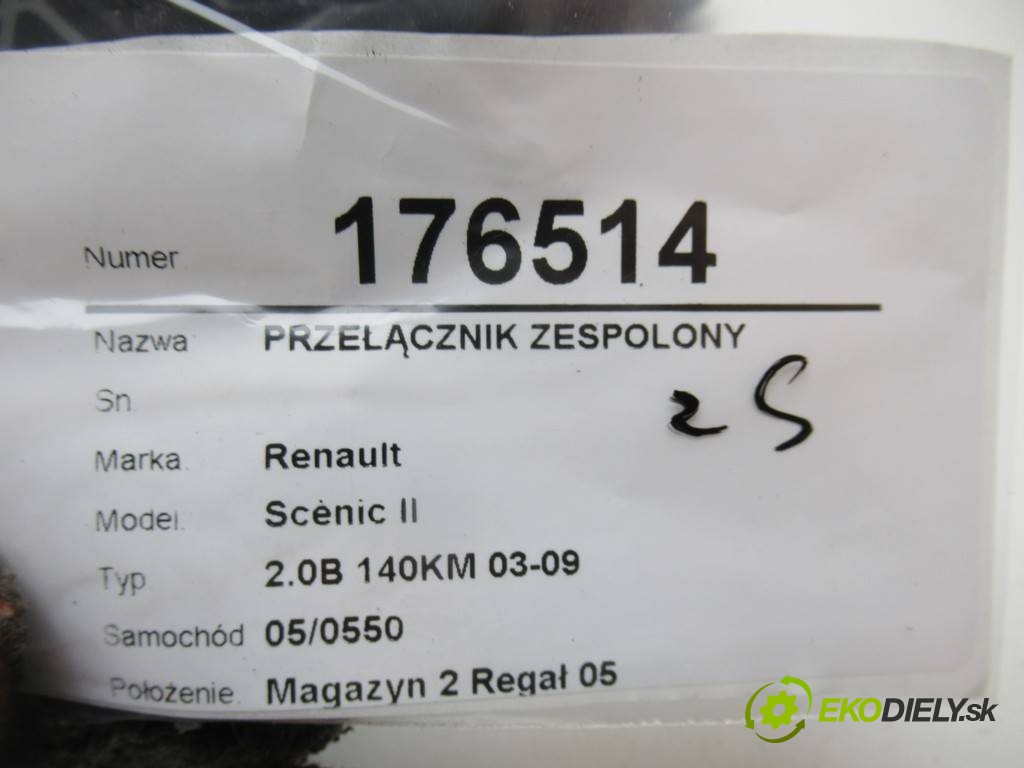 Numer 176514
Nazwa PRZEŁĄCZNIK ZESPOLONY
Sn.
2S
Marka. Renault
Model. Scènic II
Typ 2.0B 140KM 03-09
Samochód 05/0550
Położenie. Magazyn 2 Regał 05
EKODIELY.sk